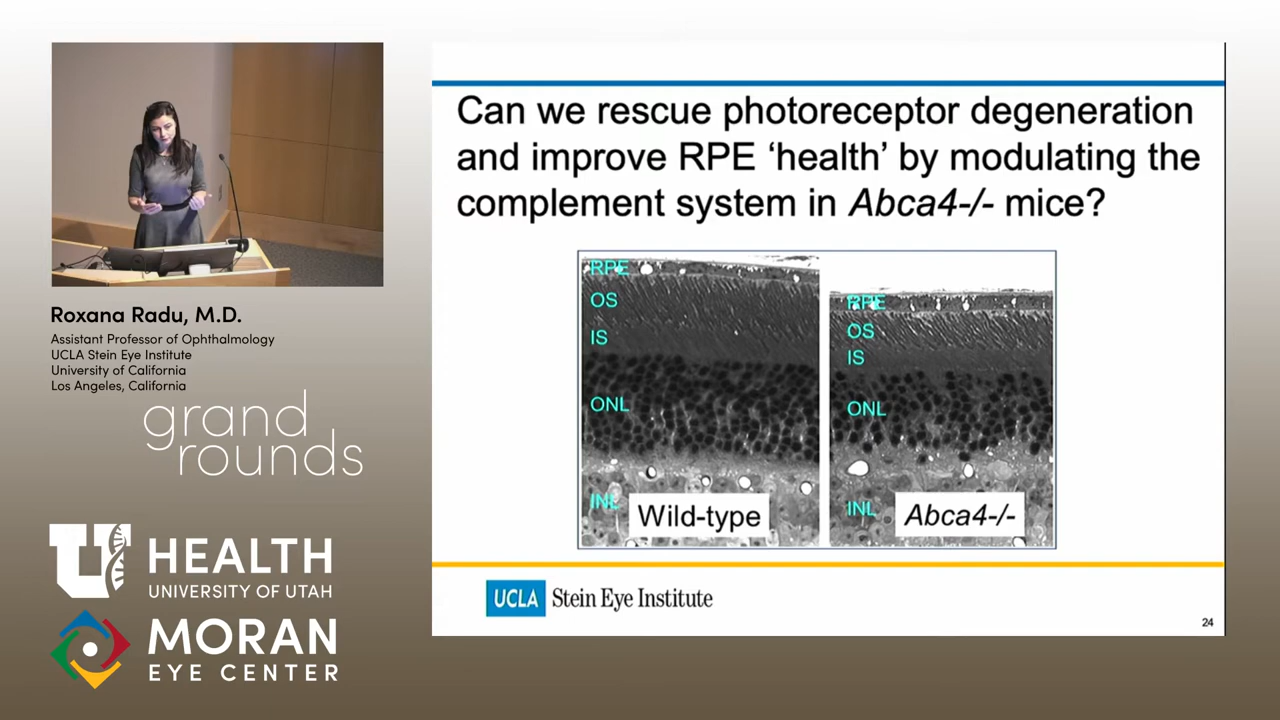 Roxana Radu, M.D.
Assistant Professor of Ophthalmology
UCLA Stein Eye Institute
University of California
Los Angeles, California
grand
rounds
U
HEALTH
UNIVERSITY OF UTAH
MORAN
EYE CENTER
Can we rescue photoreceptor degeneration
and improve RPE ‘health’ by modulating the
complement system in Abca4-/- mice?
RPE
OS
IS
ONL
INL
Wild-type
RPE
OS
IS
ONL
INL
Abca4-/-
UCLA Stein Eye Institute
24